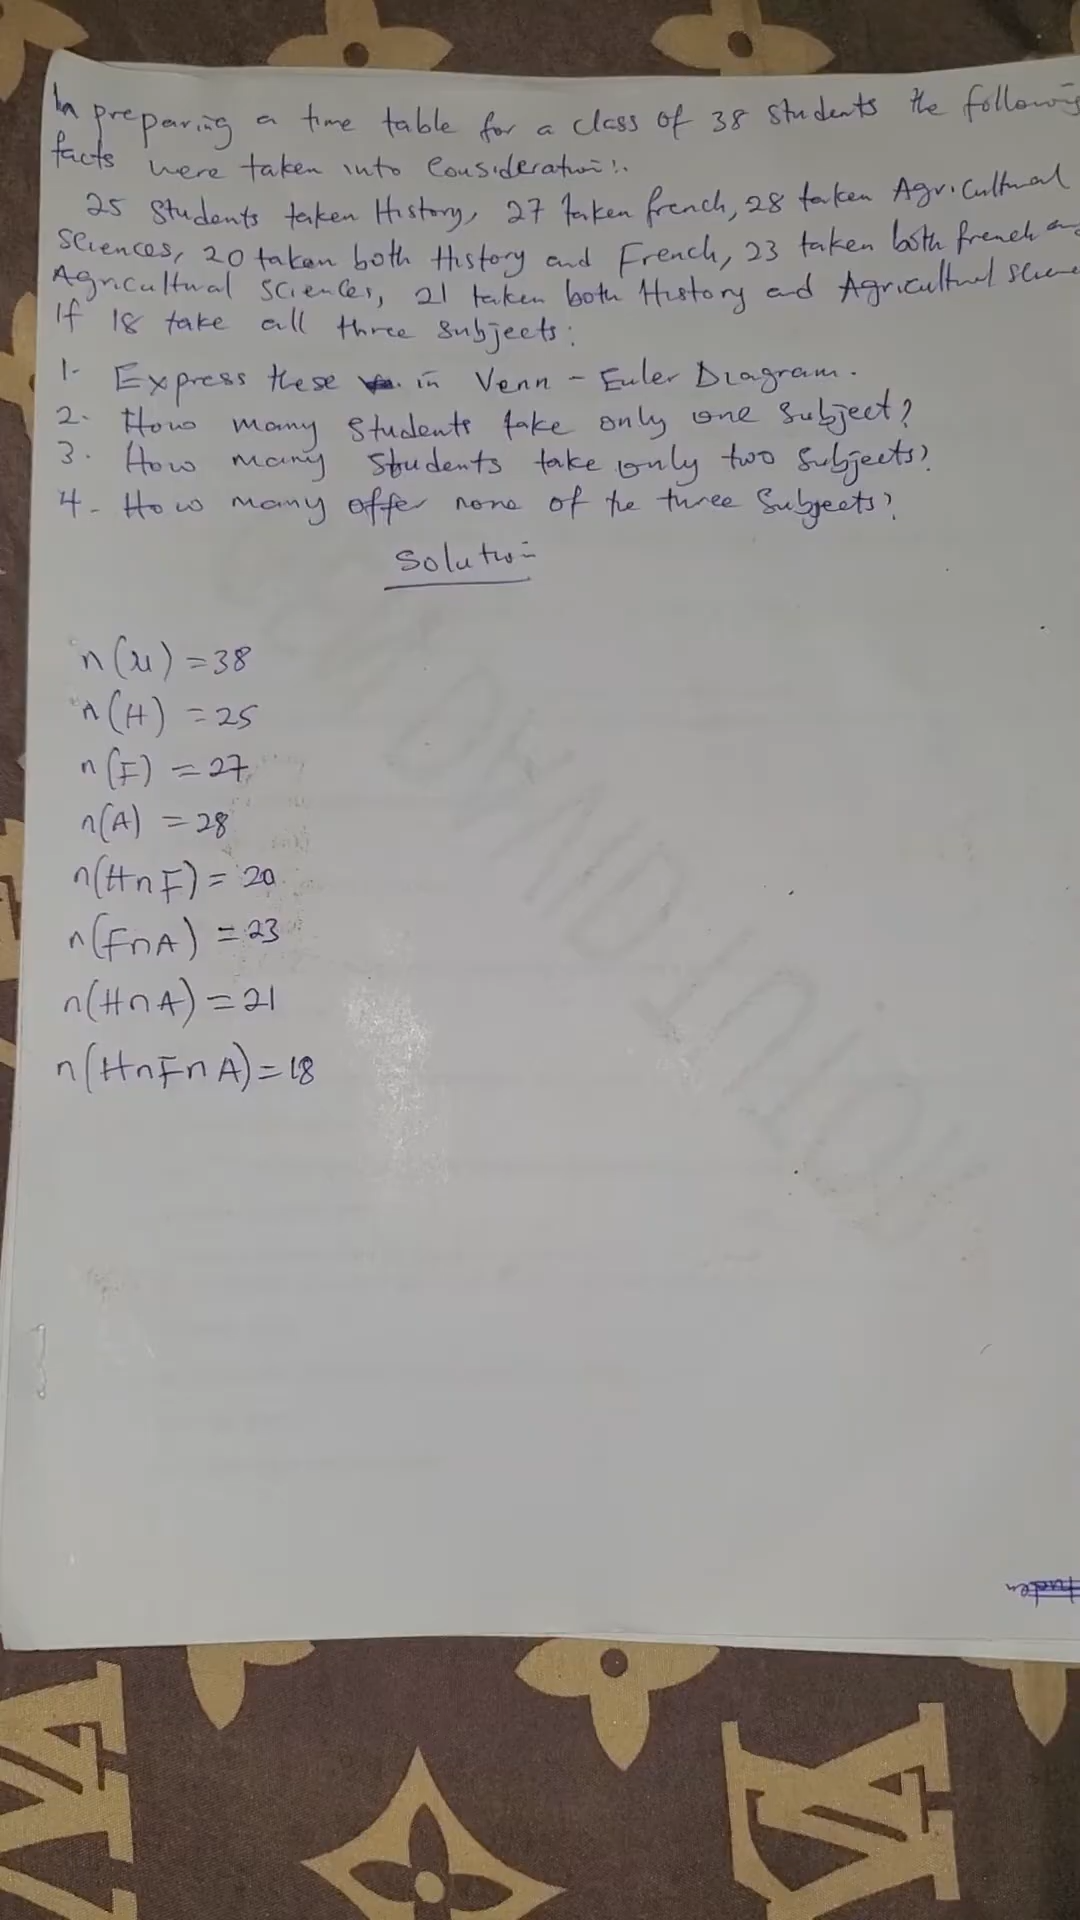 In preparing a time table for a class of 38 students the following
facts were taken into Consideration:.
25 Students taken History, 27 taken french, 28 taken Agricultural
Sciences, 20 taken both History and French, 23 taken both french
Agricultural Sciences, 21 taken both History and Agricultural
If 18 take all three subjects:
1- Express these in Venn - Euler Diagram.
2- How many Students take only one Subject?
3. How many Students take only two Subjects?
4- How many offer none of the three Subjects?
Solution
n(u) = 38
n(H) = 25
n(F) = 27
n(A) = 28
n(H∩F) = 20
n(F∩A) = 23
n(H∩A) = 21
n(H∩F∩A) = 18